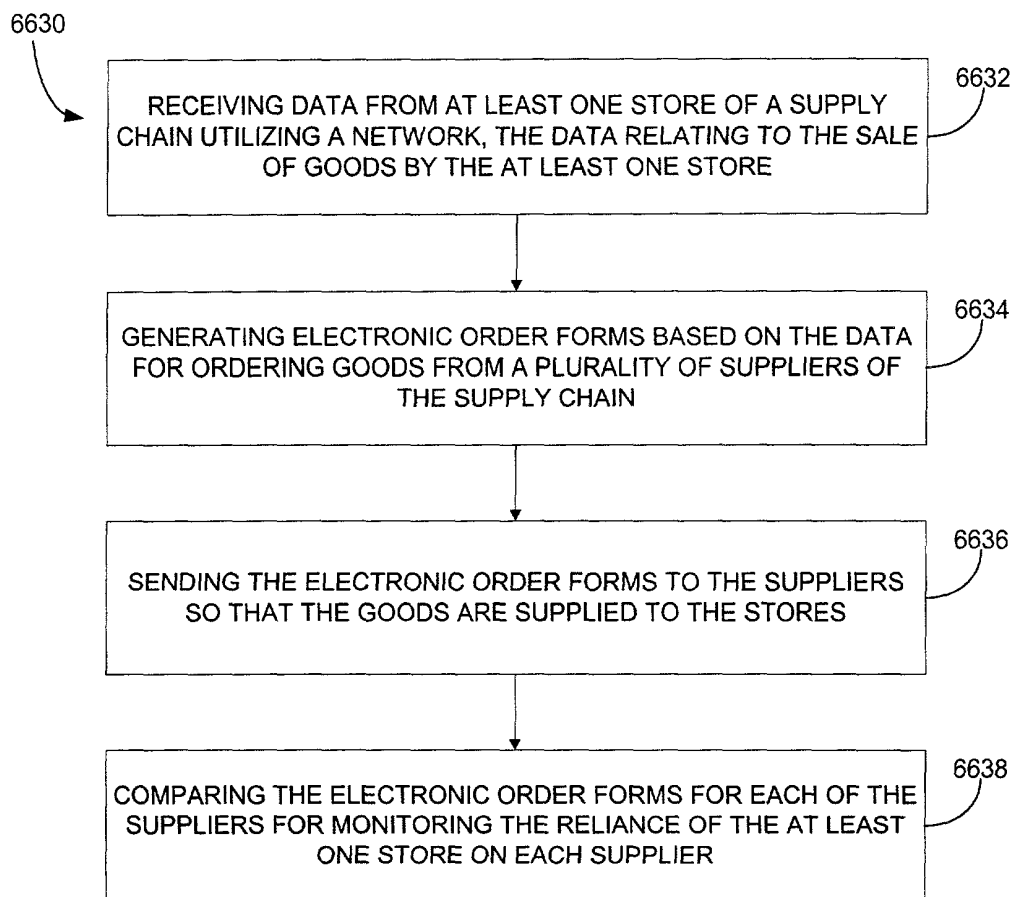 6630
6632
RECEIVING DATA FROM AT LEAST ONE STORE OF A SUPPLY
CHAIN UTILIZING A NETWORK, THE DATA RELATING TO THE SALE
OF GOODS BY THE AT LEAST ONE STORE
6634
GENERATING ELECTRONIC ORDER FORMS BASED ON THE DATA
FOR ORDERING GOODS FROM A PLURALITY OF SUPPLIERS OF
THE SUPPLY CHAIN
6636
SENDING THE ELECTRONIC ORDER FORMS TO THE SUPPLIERS
SO THAT THE GOODS ARE SUPPLIED TO THE STORES
6638
COMPARING THE ELECTRONIC ORDER FORMS FOR EACH OF THE
SUPPLIERS FOR MONITORING THE RELIANCE OF THE AT LEAST
ONE STORE ON EACH SUPPLIER